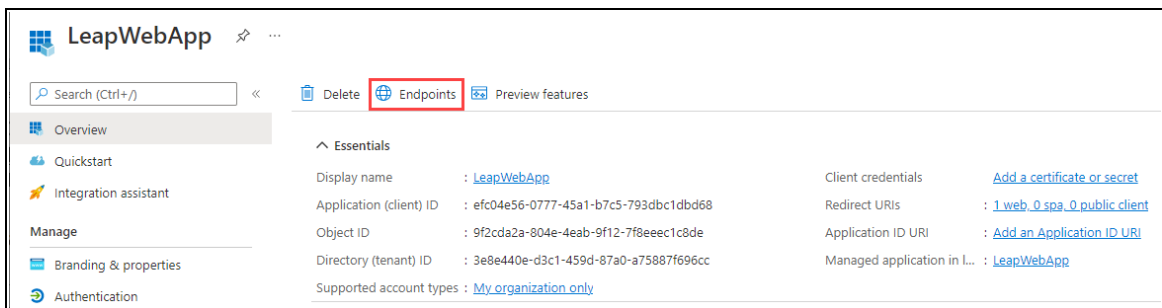 LeapWebApp
Search (Ctrl+/)
«
Overview
Quickstart
Integration assistant
Manage
Branding & properties
Authentication
Delete Endpoints Preview features
Essentials
Display name : LeapWebApp
Application (client) ID : efc04e56-0777-45a1-b7c5-793dbc1dbd68
Object ID : 9f2cda2a-804e-4eab-9f12-7f8eeec1c8de
Directory (tenant) ID : 3e8e440e-d3c1-459d-87a0-a75887f696cc
Supported account types : My organization only
Client credentials Add a certificate or secret
Redirect URIs : 1 web, 0 spa, 0 public client
Application ID URI : Add an Application ID URI
Managed application in l... : LeapWebApp